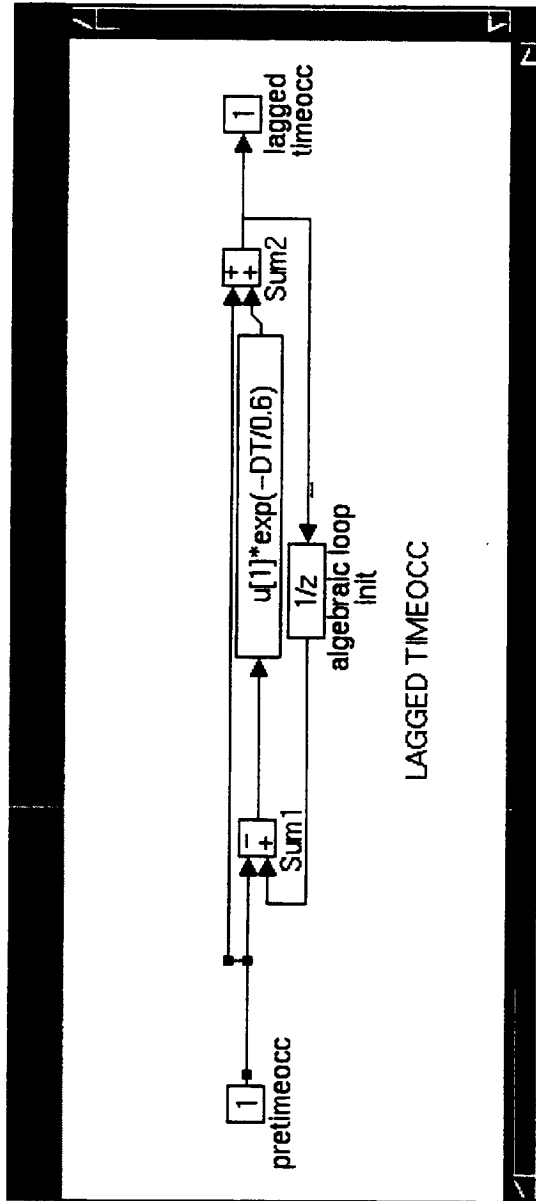 1
pretimeocc
-
+
Sum1
u[1]*exp(-DT/0.6)
1/z
algebraic loop
init
+
+
Sum2
1
lagged
timeocc
LAGGED TIMEOCC